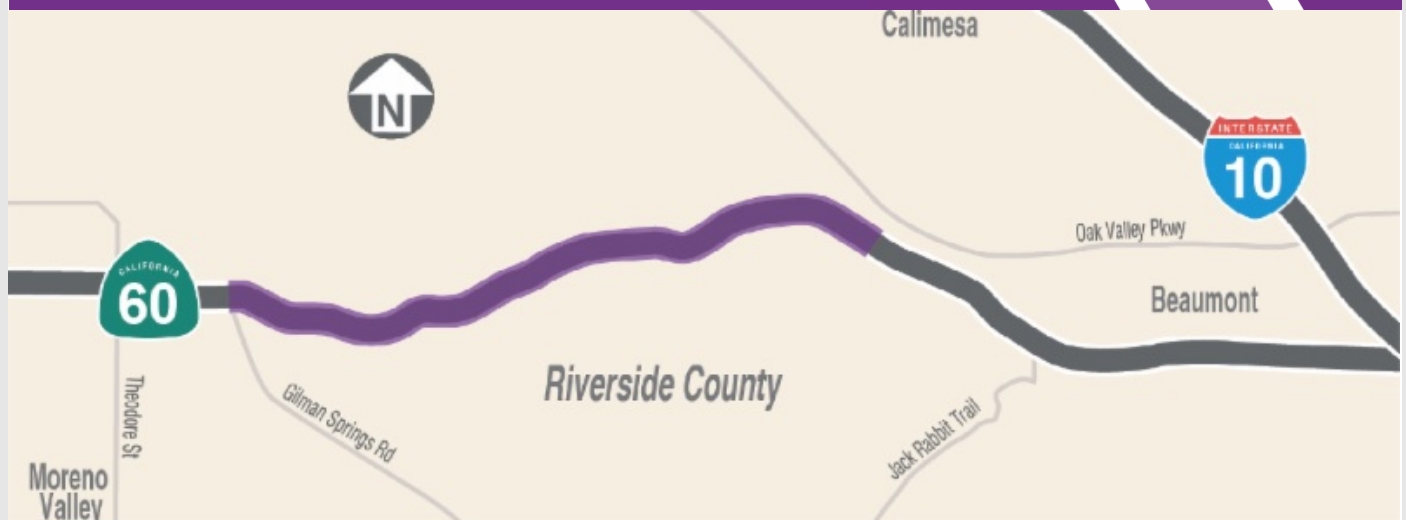 Calimesa
N
INTERSTATE
CALIFORNIA
10
Oak Valley Pkwy
CALIFORNIA
60
Beaumont
Riverside County
Theodore St
Gilman Springs Rd
Jack Rabbit Trail
Moreno
Valley